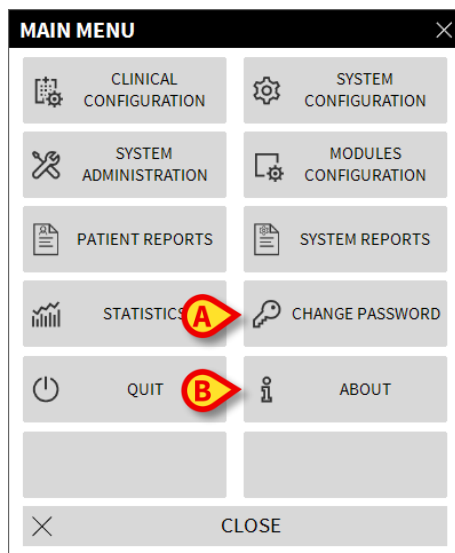 MAIN MENU
CLINICAL
CONFIGURATION
SYSTEM
CONFIGURATION
SYSTEM
ADMINISTRATION
MODULES
CONFIGURATION
PATIENT REPORTS
SYSTEM REPORTS
STATISTICS
A
CHANGE PASSWORD
QUIT
B
ABOUT
CLOSE